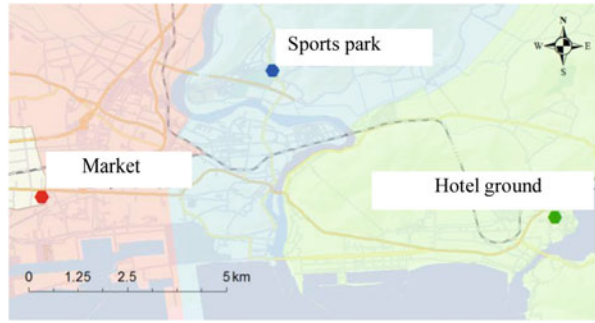 Sports park
N
W E
S
Market
Hotel ground
0 1.25 2.5 5 km